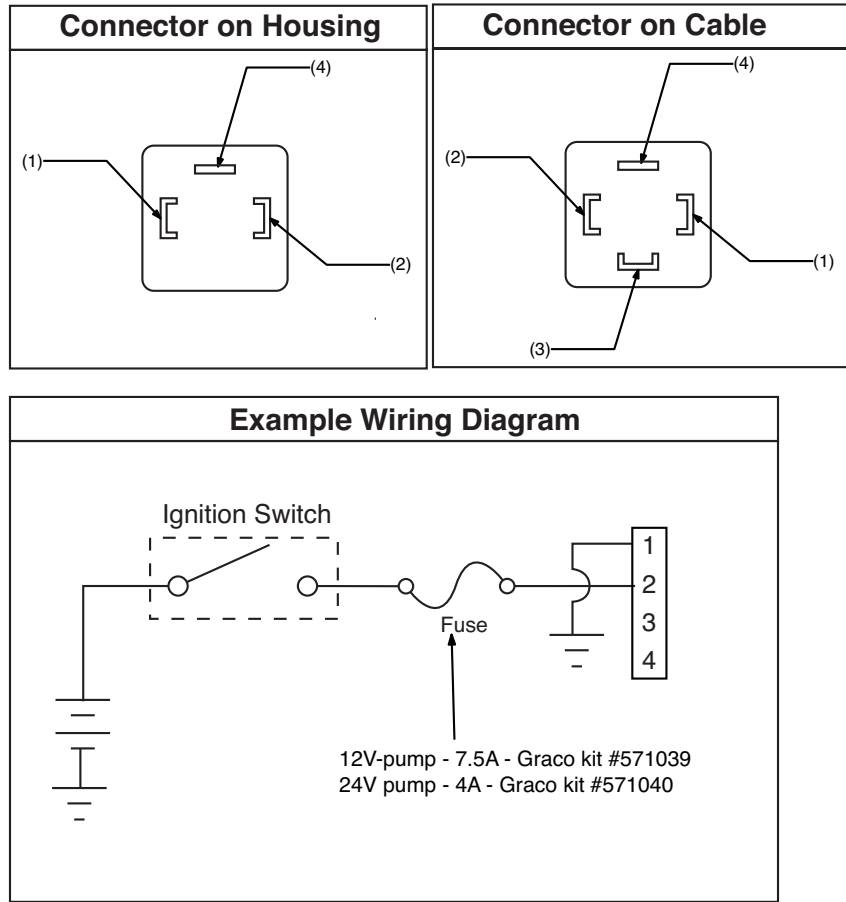 Connector on Housing
(4)
(1)
(2)
Connector on Cable
(4)
(2)
(1)
(3)
Example Wiring Diagram
Ignition Switch
Fuse
1
2
3
4
12V-pump - 7.5A - Graco kit #571039
24V pump - 4A - Graco kit #571040